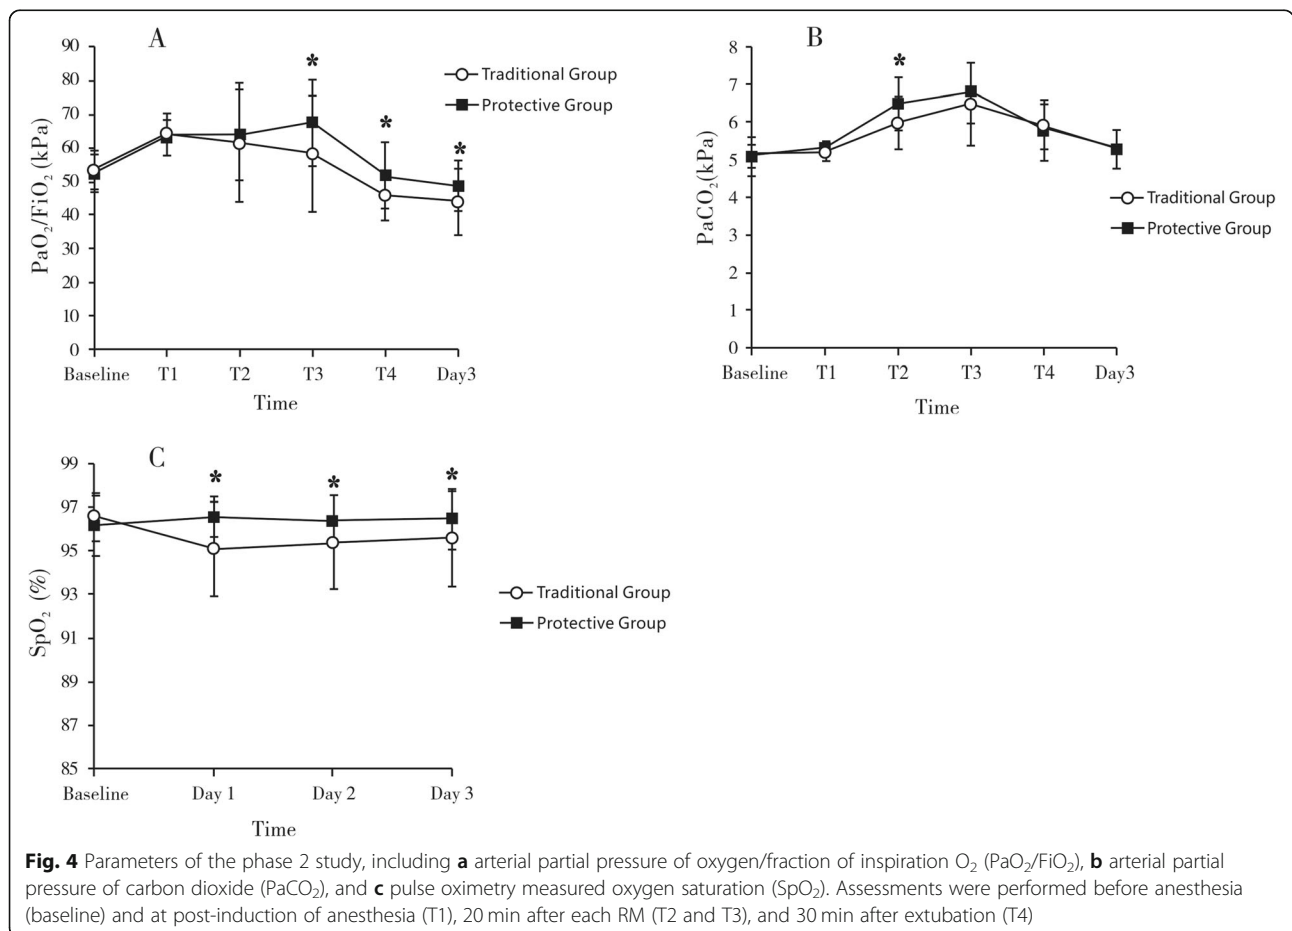 A
90
80
70
60
50
40
30
20
10
0
PaO₂/FiO₂ (kPa)
*
*
*
Traditional Group
Protective Group
Baseline T1 T2 T3 T4 Day3
Time
B
8
7
6
5
4
3
2
1
0
PaCO₂(kPa)
*
Traditional Group
Protective Group
Baseline T1 T2 T3 T4 Day3
Time
C
99
97
95
93
91
89
87
85
SpO₂ (%)
*
*
*
Traditional Group
Protective Group
Baseline Day 1 Day 2 Day 3
Time
Fig. 4 Parameters of the phase 2 study, including a arterial partial pressure of oxygen/fraction of inspiration O₂ (PaO₂/FiO₂), b arterial partial
pressure of carbon dioxide (PaCO₂), and c pulse oximetry measured oxygen saturation (SpO₂). Assessments were performed before anesthesia
(baseline) and at post-induction of anesthesia (T1), 20 min after each RM (T2 and T3), and 30 min after extubation (T4)